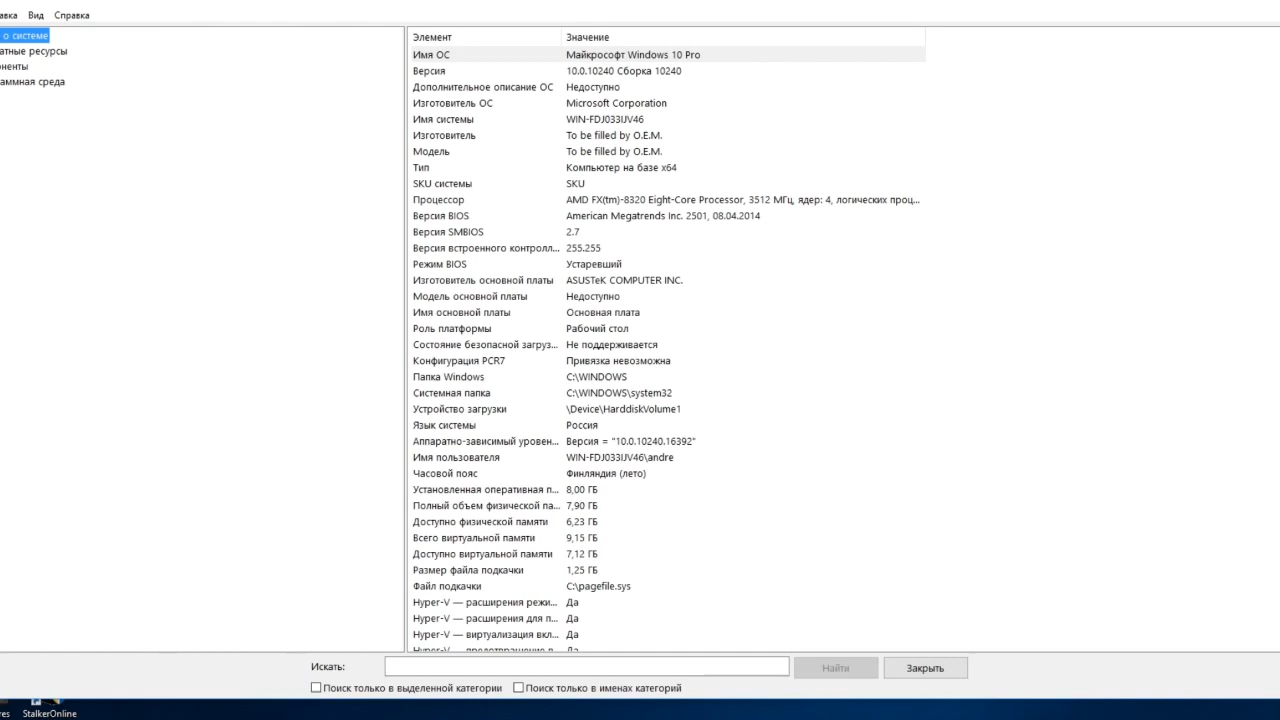 авка Вид Справка
о системе
атные ресурсы
ненты
аммная среда
Элемент Значение
Имя ОС Майкрософт Windows 10 Pro
Версия 10.0.10240 Сборка 10240
Дополнительное описание ОС Недоступно
Изготовитель ОС Microsoft Corporation
Имя системы WIN-FDJ033IJV46
Изготовитель To be filled by O.E.M.
Модель To be filled by O.E.M.
Тип Компьютер на базе x64
SKU системы SKU
Процессор AMD FX(tm)-8320 Eight-Core Processor, 3512 МГц, ядер: 4, логических проц...
Версия BIOS American Megatrends Inc. 2501, 08.04.2014
Версия SMBIOS 2.7
Версия встроенного контролл... 255.255
Режим BIOS Устаревший
Изготовитель основной платы ASUSTeK COMPUTER INC.
Модель основной платы Недоступно
Имя основной платы Основная плата
Роль платформы Рабочий стол
Состояние безопасной загруз... Не поддерживается
Конфигурация PCR7 Привязка невозможна
Папка Windows C:\WINDOWS
Системная папка C:\WINDOWS\system32
Устройство загрузки \Device\HarddiskVolume1
Язык системы Россия
Аппаратно-зависимый уровен... Версия = "10.0.10240.16392"
Имя пользователя WIN-FDJ033IJV46\andre
Часовой пояс Финляндия (лето)
Установленная оперативная п... 8,00 ГБ
Полный объем физической па... 7,90 ГБ
Доступно физической памяти 6,23 ГБ
Всего виртуальной памяти 9,15 ГБ
Доступно виртуальной памяти 7,12 ГБ
Размер файла подкачки 1,25 ГБ
Файл подкачки C:\pagefile.sys
Hyper-V — расширения режи... Да
Hyper-V — расширения для п... Да
Hyper-V — виртуализация вкл... Да
Hyper-V — предотвращение в... Да
Искать: Найти Закрыть
Поиск только в выделенной категории Поиск только в именах категорий
res StalkerOnline